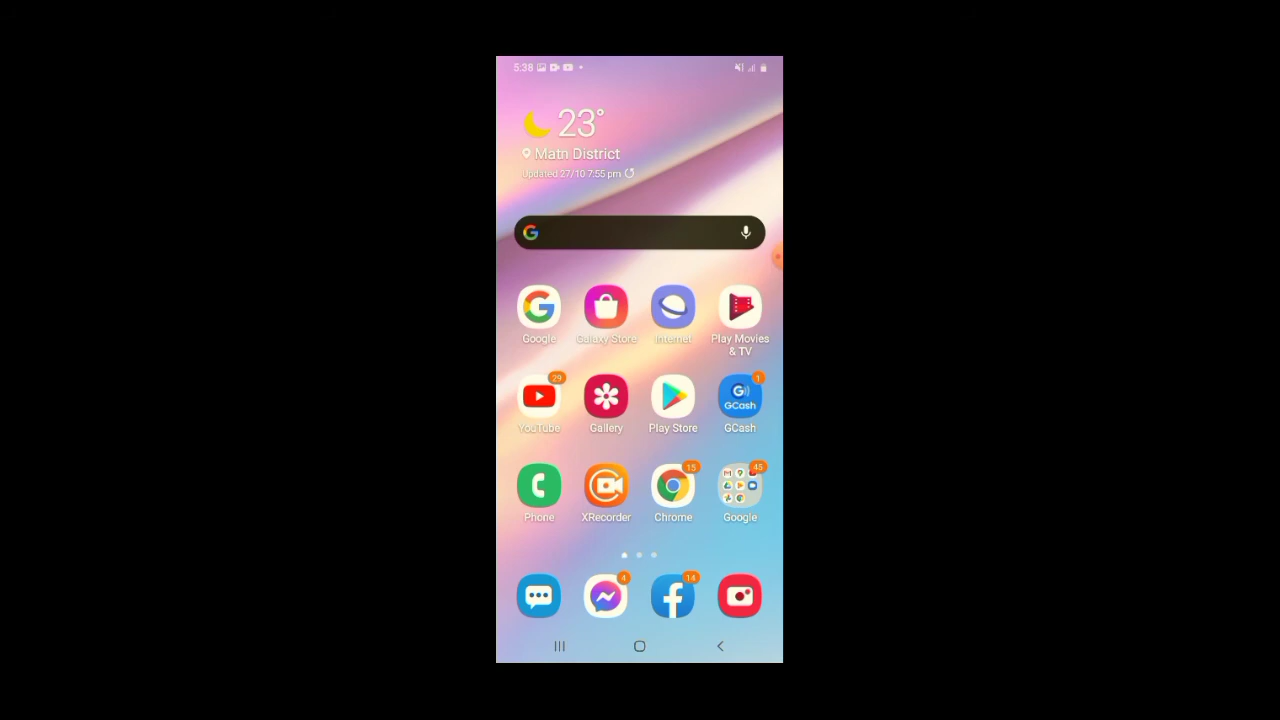 5:38
23°
Matn District
Updated 27/10 7:55 pm
Google
Galaxy Store
Internet
Play Movies
& TV
29
1
GCash
YouTube
Gallery
Play Store
GCash
15
45
Phone
XRecorder
Chrome
Google
4
14